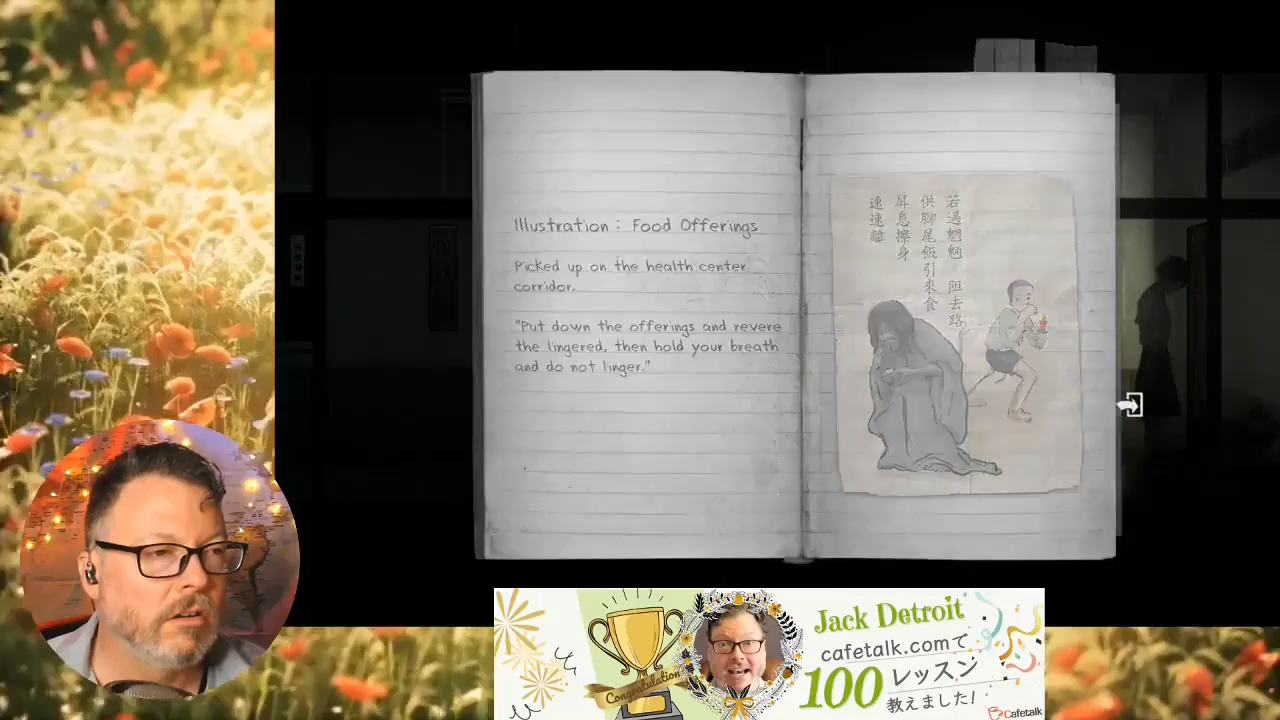 Illustration : Food Offerings
Picked up on the health center
corridor.
"Put down the offerings and revere
the lingered, then hold your breath
and do not linger."
若遇魍魎　阻去路
供腳尾飯引來食
屏息擦身
速速離
Jack Detroit
cafetalk.comで
100 レッスン
教えました!
Congratulation
Cafetalk